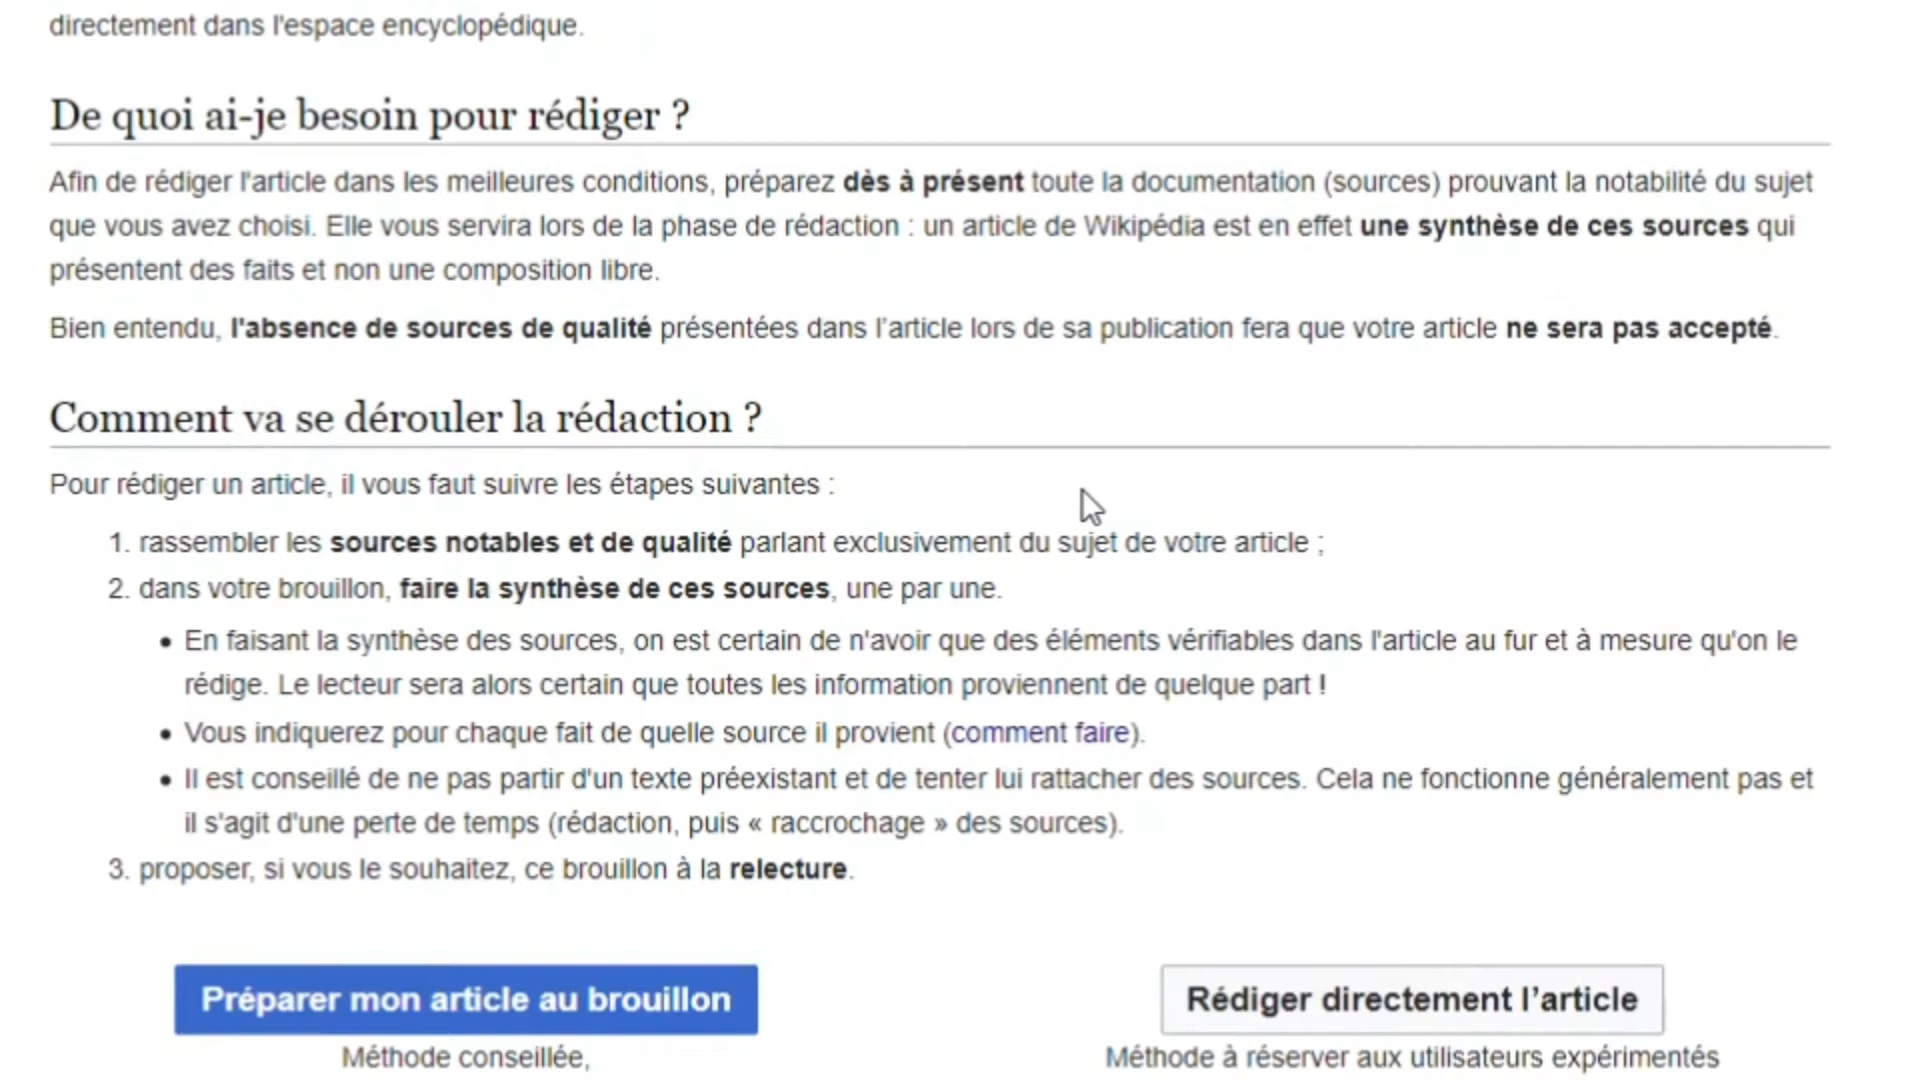 directement dans l'espace encyclopédique.
De quoi ai-je besoin pour rédiger ?
Afin de rédiger l'article dans les meilleures conditions, préparez dès à présent toute la documentation (sources) prouvant la notabilité du sujet
que vous avez choisi. Elle vous servira lors de la phase de rédaction : un article de Wikipédia est en effet une synthèse de ces sources qui
présentent des faits et non une composition libre.
Bien entendu, l'absence de sources de qualité présentées dans l’article lors de sa publication fera que votre article ne sera pas accepté.
Comment va se dérouler la rédaction ?
Pour rédiger un article, il vous faut suivre les étapes suivantes :
1. rassembler les sources notables et de qualité parlant exclusivement du sujet de votre article ;
2. dans votre brouillon, faire la synthèse de ces sources, une par une.
• En faisant la synthèse des sources, on est certain de n'avoir que des éléments vérifiables dans l'article au fur et à mesure qu'on le
rédige. Le lecteur sera alors certain que toutes les information proviennent de quelque part !
• Vous indiquerez pour chaque fait de quelle source il provient (comment faire).
• Il est conseillé de ne pas partir d'un texte préexistant et de tenter lui rattacher des sources. Cela ne fonctionne généralement pas et
il s'agit d'une perte de temps (rédaction, puis « raccrochage » des sources).
3. proposer, si vous le souhaitez, ce brouillon à la relecture.
Préparer mon article au brouillon
Rédiger directement l’article
Méthode conseillée,
Méthode à réserver aux utilisateurs expérimentés